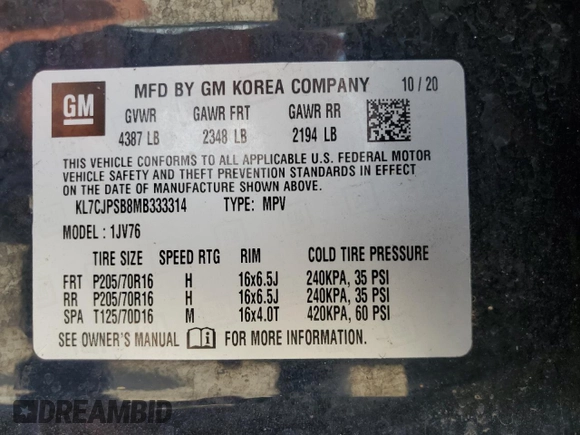 GM
MFD BY GM KOREA COMPANY 10 / 20
GVWR GAWR FRT GAWR RR
4387 LB 2348 LB 2194 LB
THIS VEHICLE CONFORMS TO ALL APPLICABLE U.S. FEDERAL MOTOR
VEHICLE SAFETY AND THEFT PREVENTION STANDARDS IN EFFECT
ON THE DATE OF MANUFACTURE SHOWN ABOVE.
KL7CJPSB8MB333314 TYPE: MPV
MODEL : 1JV76
TIRE SIZE SPEED RTG RIM COLD TIRE PRESSURE
FRT P205/70R16 H 16x6.5J 240KPA, 35 PSI
RR P205/70R16 H 16x6.5J 240KPA, 35 PSI
SPA T125/70D16 M 16x4.0T 420KPA, 60 PSI
SEE OWNER'S MANUAL FOR MORE INFORMATION.
DREAMBID